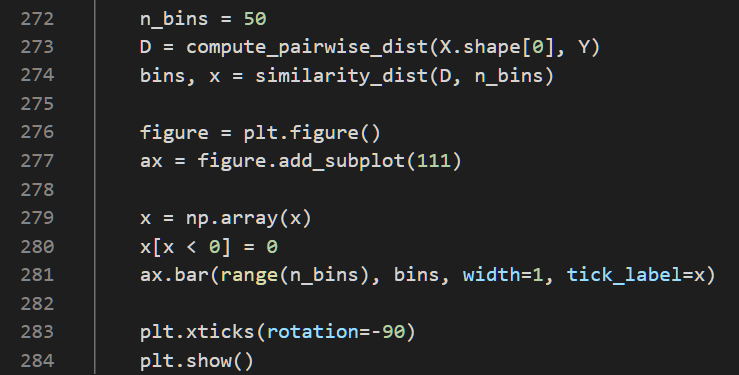 272 n_bins = 50
273 D = compute_pairwise_dist(X.shape[0], Y)
274 bins, x = similarity_dist(D, n_bins)
275
276 figure = plt.figure()
277 ax = figure.add_subplot(111)
278
279 x = np.array(x)
280 x[x < 0] = 0
281 ax.bar(range(n_bins), bins, width=1, tick_label=x)
282
283 plt.xticks(rotation=-90)
284 plt.show()